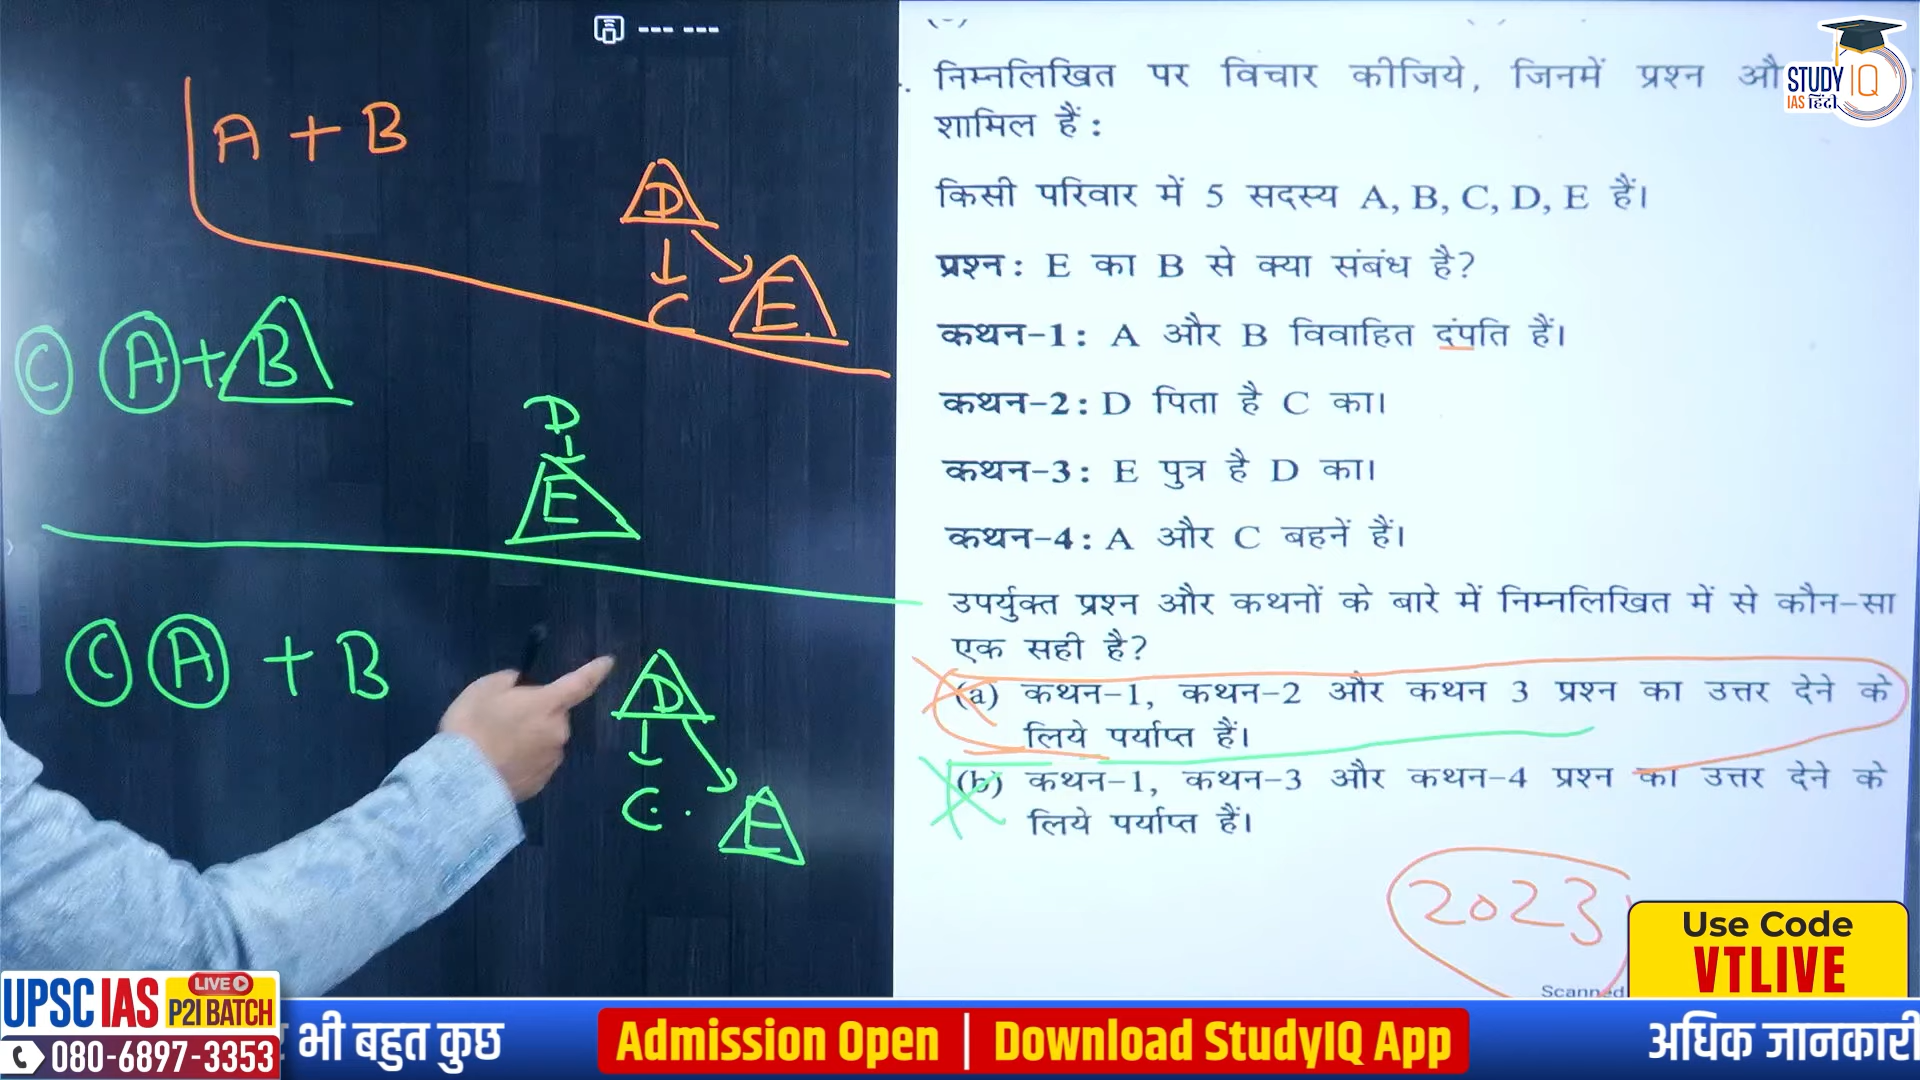 A + B
D
C E
C A + B
D
E
C A + B
D
C E
निम्नलिखित पर विचार कीजिये, जिनमें प्रश्न
शामिल हैं :
किसी परिवार में 5 सदस्य A, B, C, D, E हैं।
प्रश्न : E का B से क्या संबंध है?
कथन-1 : A और B विवाहित दंपति हैं।
कथन-2 : D पिता है C का।
कथन-3 : E पुत्र है D का।
कथन-4 : A और C बहनें हैं।
उपर्युक्त प्रश्न और कथनों के बारे में निम्नलिखित में से कौन-सा
एक सही है?
(a) कथन-1, कथन-2 और कथन 3 प्रश्न का उत्तर देने के
लिये पर्याप्त हैं।
(b) कथन-1, कथन-3 और कथन-4 प्रश्न का उत्तर देने के
लिये पर्याप्त हैं।
2023
Scanned
STUDY IQ
IAS हिंदी
Use Code
VTLIVE
UPSC IAS LIVE P2I BATCH
080-6897-3353
भी बहुत कुछ
Admission Open | Download StudyIQ App
अधिक जानकारी